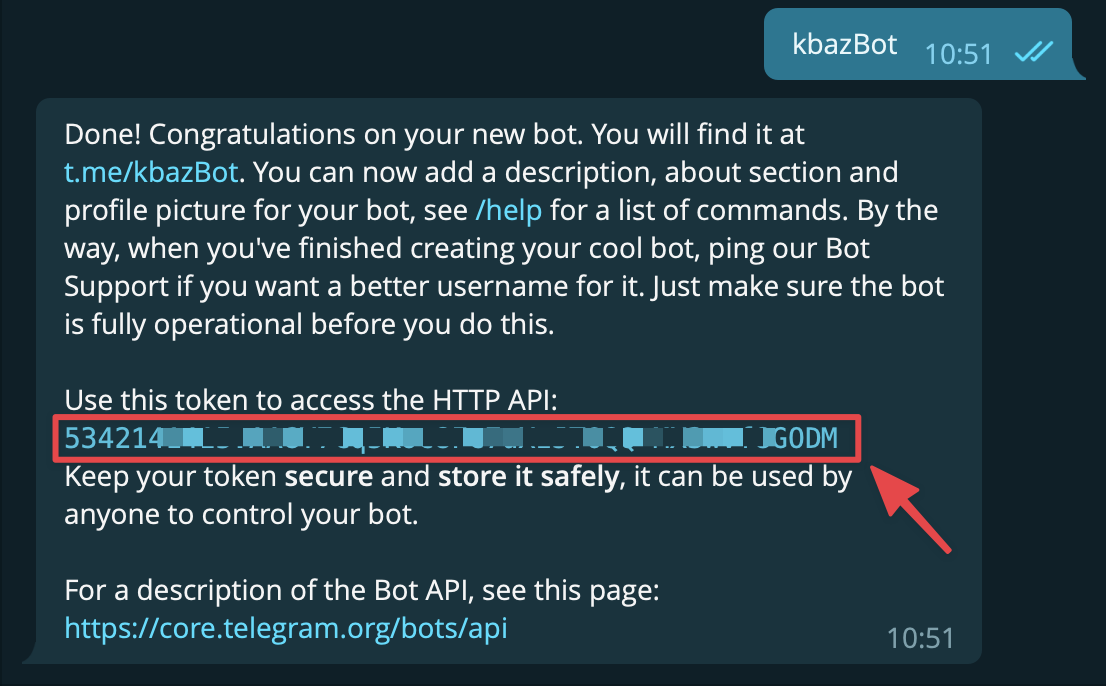 kbazBot 10:51
Done! Congratulations on your new bot. You will find it at
t.me/kbazBot. You can now add a description, about section and
profile picture for your bot, see /help for a list of commands. By the
way, when you've finished creating your cool bot, ping our Bot
Support if you want a better username for it. Just make sure the bot
is fully operational before you do this.
Use this token to access the HTTP API:
Keep your token secure and store it safely, it can be used by
anyone to control your bot.
For a description of the Bot API, see this page:
https://core.telegram.org/bots/api
10:51